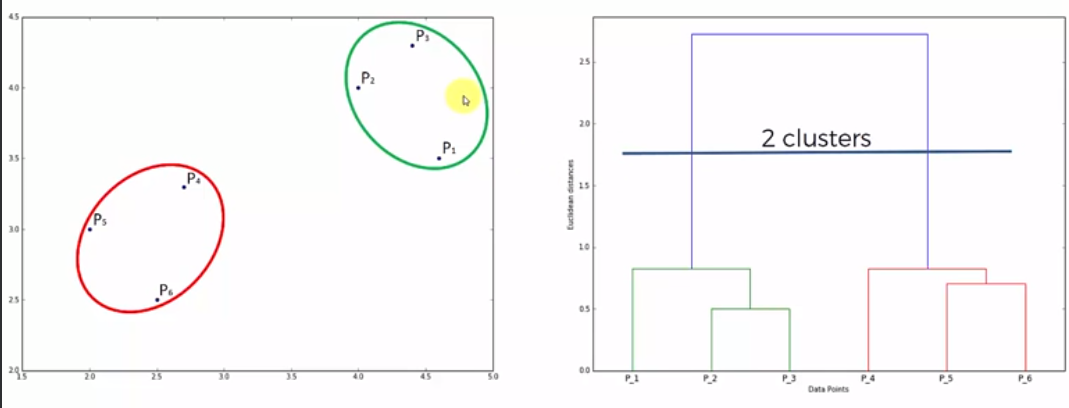 4.5
4.0
3.5
3.0
2.5
2.0
1.5
2.0
2.5
3.0
3.5
4.0
4.5
5.0
P₃
P₂
P₁
P₄
P₅
P₆
2 clusters
Euclidean distances
2.5
2.0
1.5
1.0
0.5
0.0
P_1
P_2
P_3
P_4
P_5
P_6
Data Points